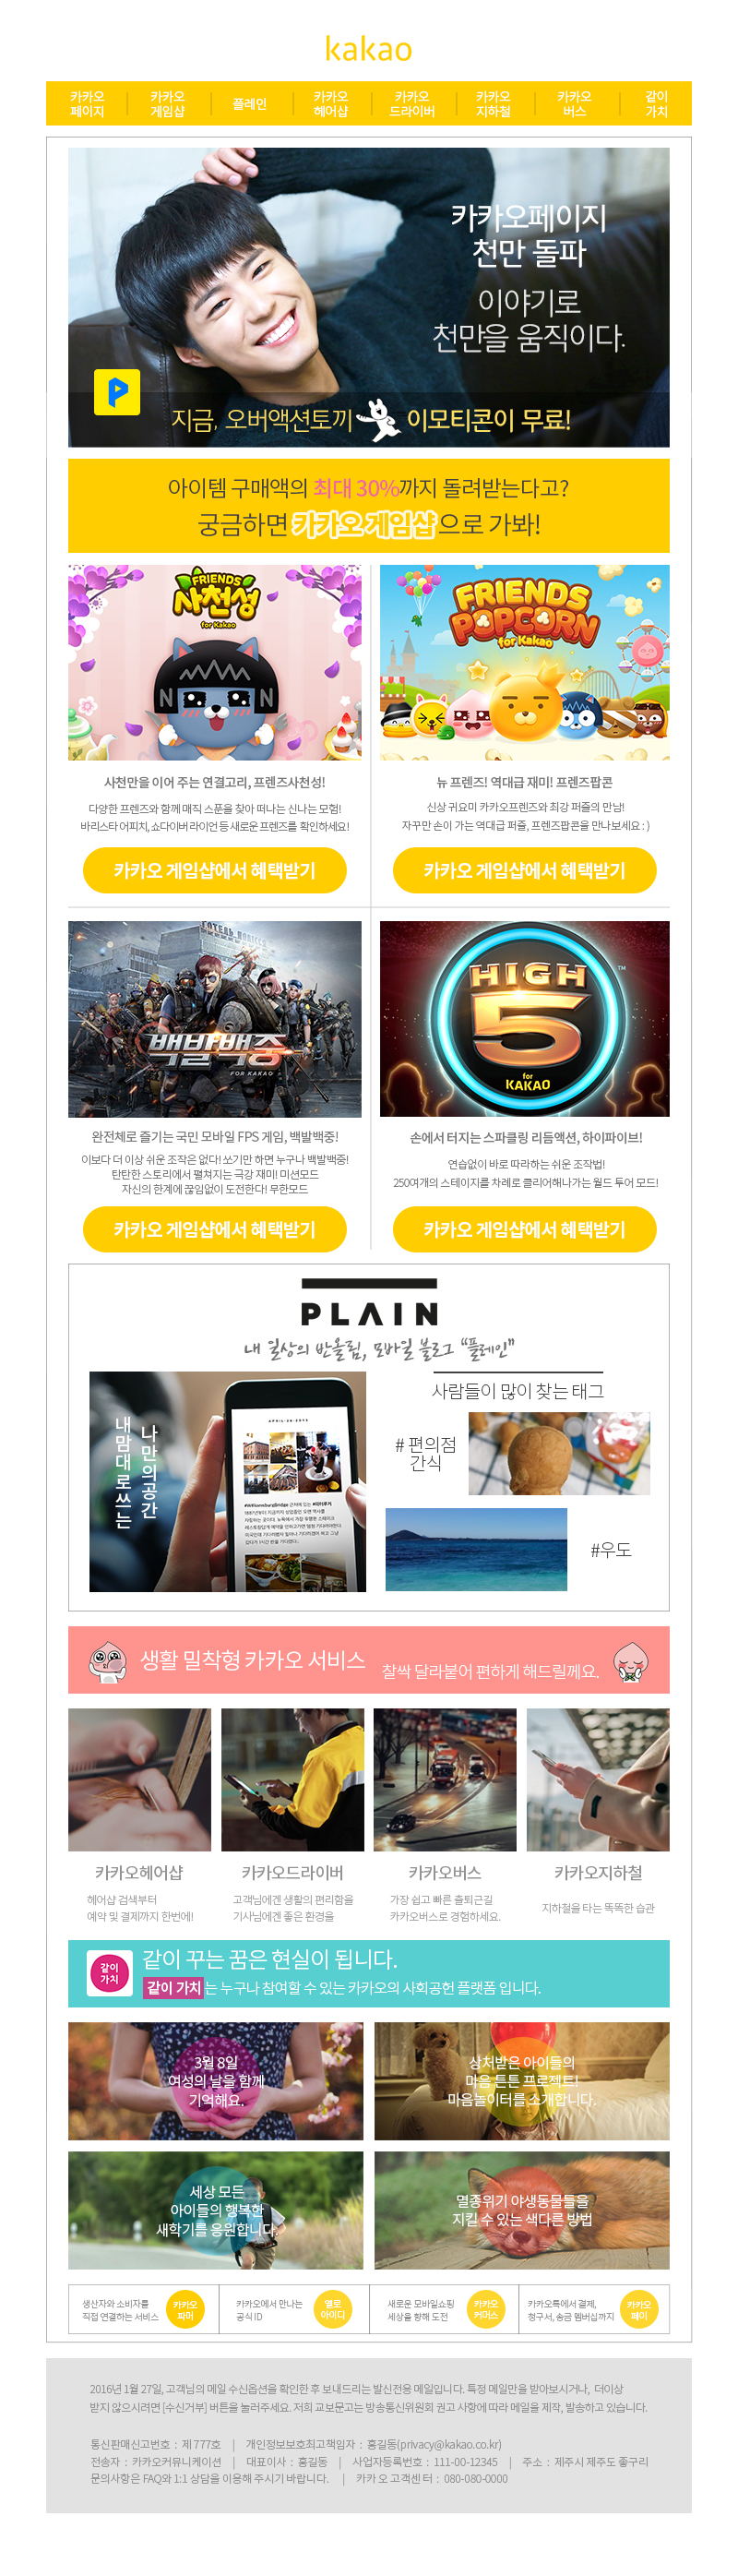 kakao
카카오
페이지
카카오
게임샵
플레인
카카오
헤어샵
카카오
드라이버
카카오
지하철
카카오
버스
같이
가치
카카오페이지
천만 돌파
이야기로
천만을 움직이다.
P
지금, 오버액션토끼 이모티콘이 무료!
아이템 구매액의 최대 30%까지 돌려받는다고?
궁금하면 카카오 게임샵으로 가봐!
FRIENDS
사천성
for Kakao
FRIENDS
POPCORN
for Kakao
사천만을 이어 주는 연결고리, 프렌즈사천성!
다양한 프렌즈와 함께 매직 스푼을 찾아 떠나는 신나는 모험!
바리스타 어피치, 쇼다이버 라이언 등 새로운 프렌즈를 확인하세요!
카카오 게임샵에서 혜택받기
뉴 프렌즈! 역대급 재미! 프렌즈팝콘
신상 귀요미 카카오프렌즈와 최강 퍼즐의 만남!
자꾸만 손이 가는 역대급 퍼즐, 프렌즈팝콘을 만나보세요 : )
카카오 게임샵에서 혜택받기
백발백중
FOR KAKAO
HIGH
5
for
KAKAO
TM
완전체로 즐기는 국민 모바일 FPS 게임, 백발백중!
이보다 더 이상 쉬운 조작은 없다! 쏘기만 하면 누구나 백발백중!
탄탄한 스토리에서 펼쳐지는 극강 재미! 미션모드
자신의 한계에 끊임없이 도전한다! 무한모드
카카오 게임샵에서 혜택받기
손에서 터지는 스파클링 리듬액션, 하이파이브!
연습없이 바로 따라하는 쉬운 조작법!
250여개의 스테이지를 차례로 클리어해나가는 월드 투어 모드!
카카오 게임샵에서 혜택받기
PLAIN
내 일상의 반올림, 모바일 블로그 “플레인”
내맘대로쓰는
나만의공간
사람들이 많이 찾는 태그
# 편의점
간식
#우도
생활 밀착형 카카오 서비스 찰싹 달라붙어 편하게 해드릴께요.
카카오헤어샵
헤어샵 검색부터
예약 및 결제까지 한번에!
카카오드라이버
고객님에겐 생활의 편리함을
기사님에겐 좋은 환경을
카카오버스
가장 쉽고 빠른 출퇴근길
카카오버스로 경험하세요.
카카오지하철
지하철을 타는 똑똑한 습관
같이
가치
같이 꾸는 꿈은 현실이 됩니다.
같이 가치는 누구나 참여할 수 있는 카카오의 사회공헌 플랫폼 입니다.
3월 8일
여성의 날을 함께
기억해요.
상처받은 아이들의
마음 튼튼 프로젝트!
마음놀이터를 소개합니다.
세상 모든
아이들의 행복한
새학기를 응원합니다.
멸종위기 야생동물들을
지킬 수 있는 색다른 방법
생산자와 소비자를
직접 연결하는 서비스
카카오
파머
카카오에서 만나는
공식 ID
옐로
아이디
새로운 모바일쇼핑
세상을 향해 도전
카카오
커머스
카카오톡에서 결제,
청구서, 송금 멤버십까지
카카오
페이
2016년 1월 27일, 고객님의 메일 수신옵션을 확인한 후 보내드리는 발신전용 메일입니다. 특정 메일만을 받아보시거나, 더이상
받지 않으시려면 [수신거부] 버튼을 눌러주세요. 저희 교보문고는 방송통신위원회 권고 사항에 따라 메일을 제작, 발송하고 있습니다.
통신판매신고번호 : 제 777호 | 개인정보보호최고책임자 : 홍길동(privacy@kakao.co.kr)
전송자 : 카카오커뮤니케이션 | 대표이사 : 홍길동 | 사업자등록번호 : 111-00-12345 | 주소 : 제주시 제주도 좋구리
문의사항은 FAQ와 1:1 상담을 이용해 주시기 바랍니다. | 카카오 고객센터 : 080-080-0000